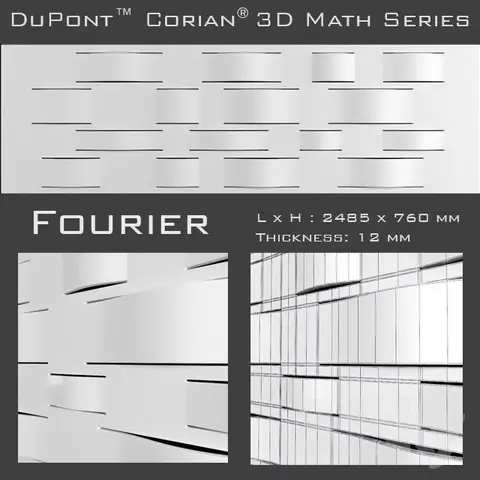 DuPont™ Corian® 3D Math Series
Fourier
L x H : 2485 x 760 mm
Thickness: 12 mm